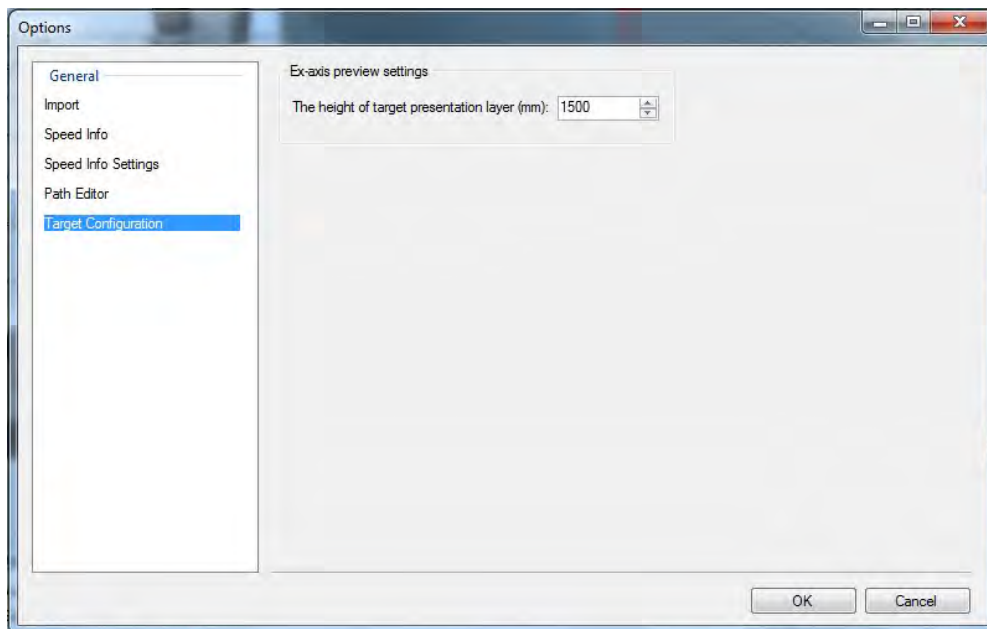 Options
General
Import
Speed Info
Speed Info Settings
Path Editor
Target Configuration
Ex-axis preview settings
The height of target presentation layer (mm): 1500
OK Cancel